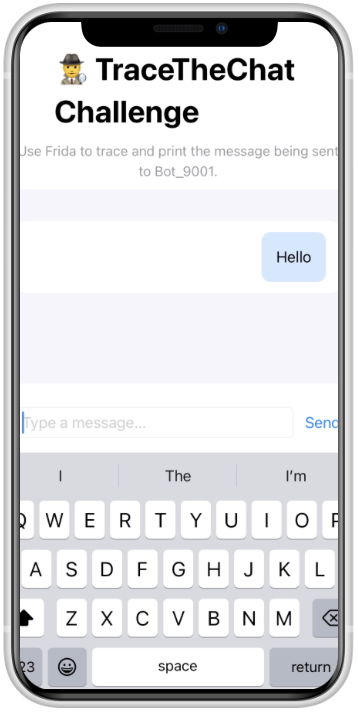 🕵️ TraceTheChat
Challenge
Use Frida to trace and print the message being sent
to Bot_9001.
Hello
Type a message...
Send
I The I'm
Q W E R T Y U I O P
A S D F G H J K L
Z X C V B N M
123 space return